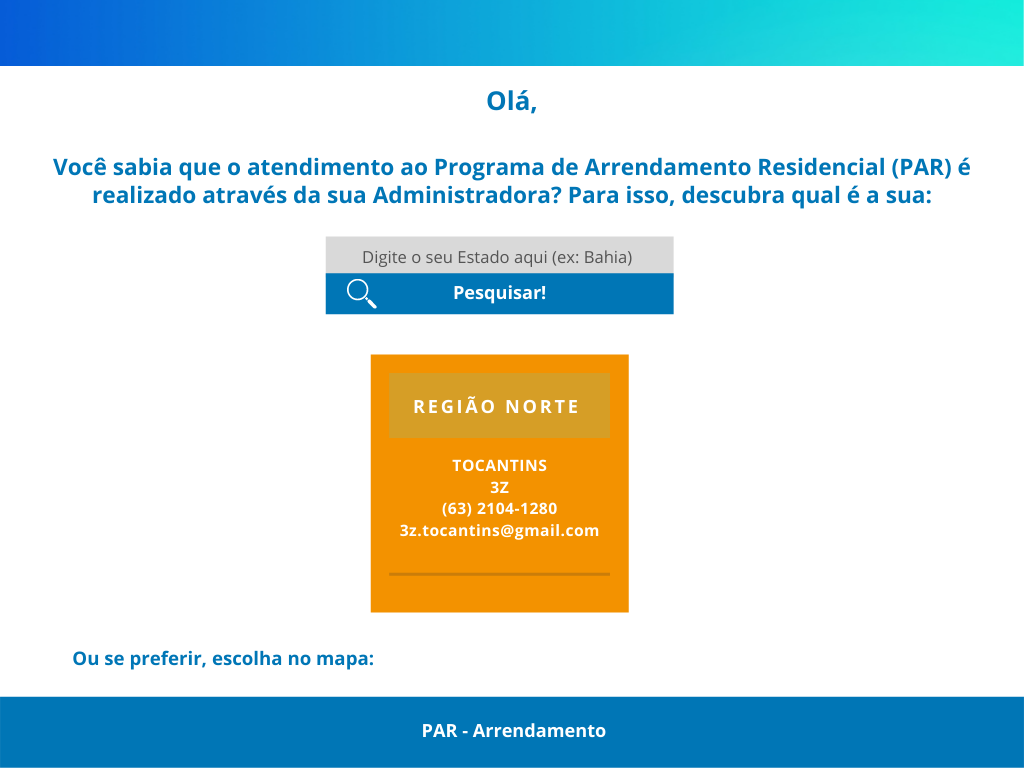 Olá,
Você sabia que o atendimento ao Programa de Arrendamento Residencial (PAR) é
realizado através da sua Administradora? Para isso, descubra qual é a sua:
Digite o seu Estado aqui (ex: Bahia)
Pesquisar!
REGIÃO NORTE
TOCANTINS
3Z
(63) 2104-1280
3z.tocantins@gmail.com
Ou se preferir, escolha no mapa:
PAR - Arrendamento